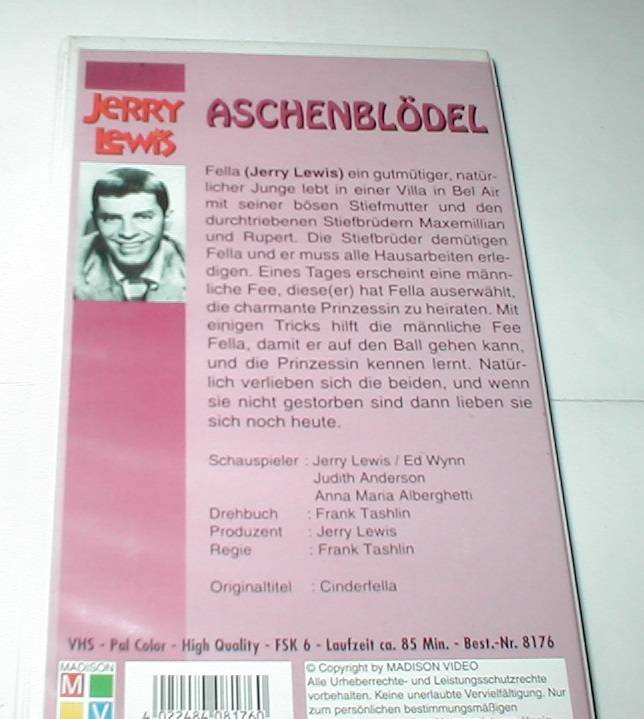 JERRY
LEWIS
ASCHENBLÖDEL
Fella (Jerry Lewis) ein gutmütiger, natür-
licher Junge lebt in einer Villa in Bel Air
mit seiner bösen Stiefmutter und den
durchtriebenen Stiefbrüdern Maxemillian
und Rupert. Die Stiefbrüder demütigen
Fella und er muss alle Hausarbeiten erle-
digen. Eines Tages erscheint eine männ-
liche Fee, diese(er) hat Fella auserwählt,
die charmante Prinzessin zu heiraten. Mit
einigen Tricks hilft die männliche Fee
Fella, damit er auf den Ball gehen kann,
und die Prinzessin kennen lernt. Natür-
lich verlieben sich die beiden, und wenn
sie nicht gestorben sind dann lieben sie
sich noch heute.
Schauspieler : Jerry Lewis / Ed Wynn
Judith Anderson
Anna Maria Alberghetti
Drehbuch : Frank Tashlin
Produzent : Jerry Lewis
Regie : Frank Tashlin
Originaltitel : Cinderfella
VHS - Pal Color - High Quality - FSK 6 - Laufzeit ca. 85 Min. - Best.-Nr. 8176
MADISON
M
V
4 022484 081760
© Copyright by MADISON VIDEO
Alle Urheberrechte- und Leistungsschutzrechte
vorbehalten. Keine unerlaubte Vervielfältigung. Nur
zum persönlichen bestimmungsmäßigen